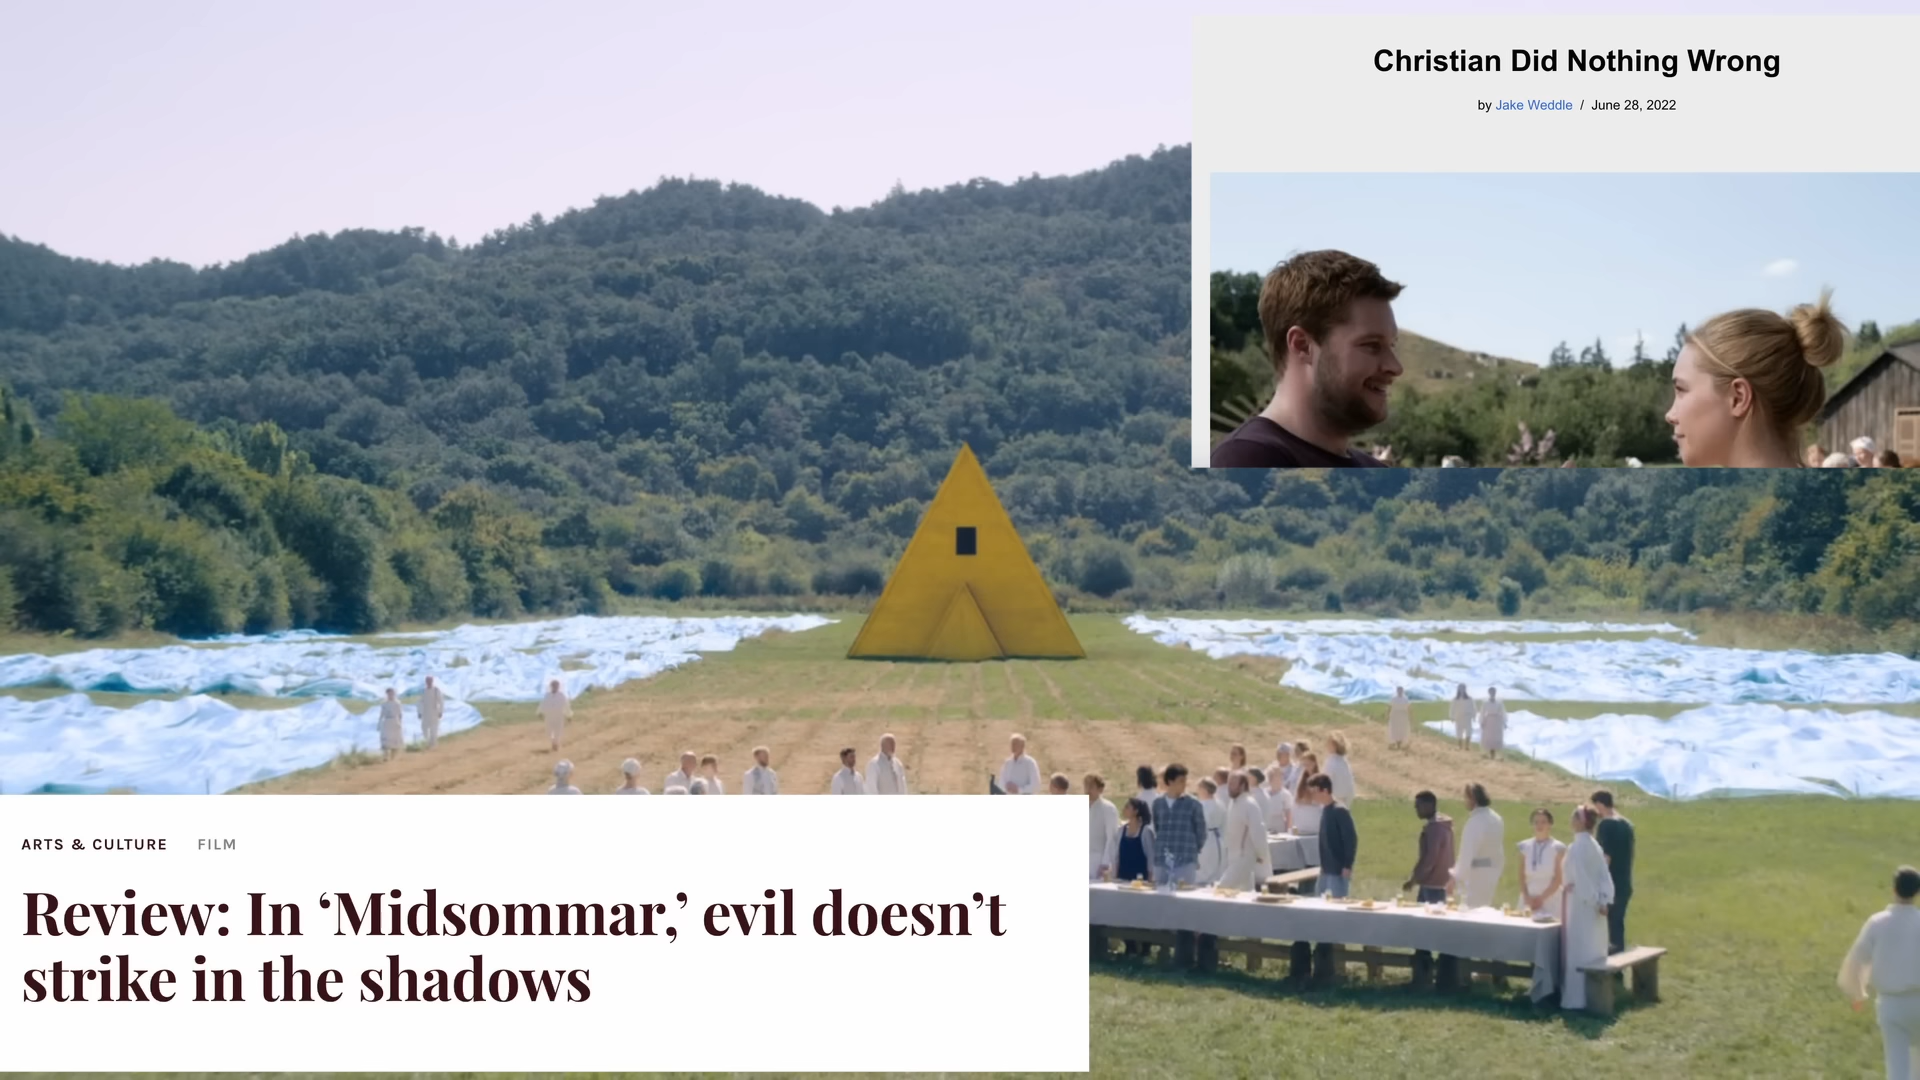 Christian Did Nothing Wrong
by Jake Weddle / June 28, 2022
ARTS & CULTURE FILM
Review: In ‘Midsommar,’ evil doesn’t
strike in the shadows